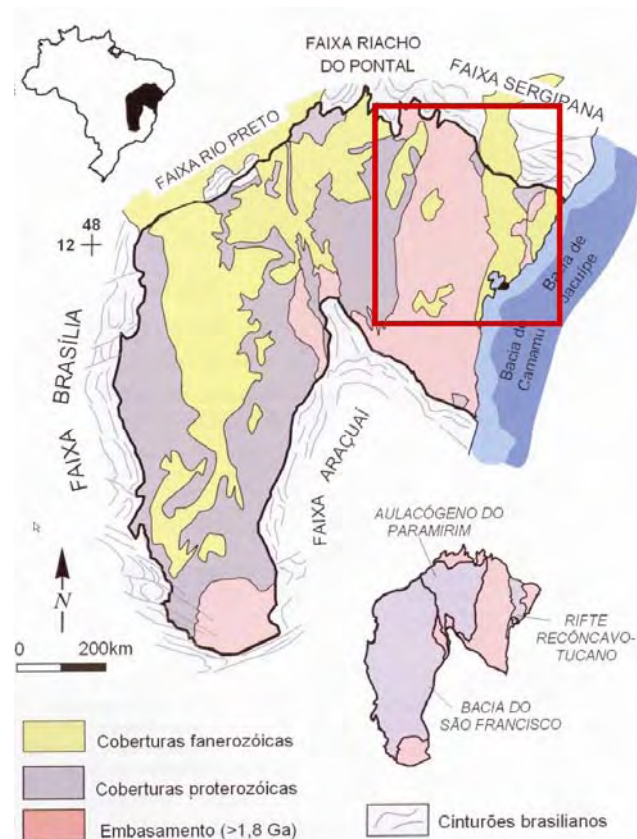 FAIXA RIACHO
DO PONTAL
FAIXA SERGIPANA
FAIXA RIO PRETO
48
12
Bacia de
Jacuípe
Bacia de
Camamu
FAIXA BRASÍLIA
FAIXA ARAÇUAÍ
AULACÓGENO DO
PARAMIRIM
N
0 200km
RIFTE
RECÔNCAVO-
TUCANO
BACIA DO
SÃO FRANCISCO
Coberturas fanerozóicas
Coberturas proterozóicas
Embasamento (>1,8 Ga)
Cinturões brasilianos